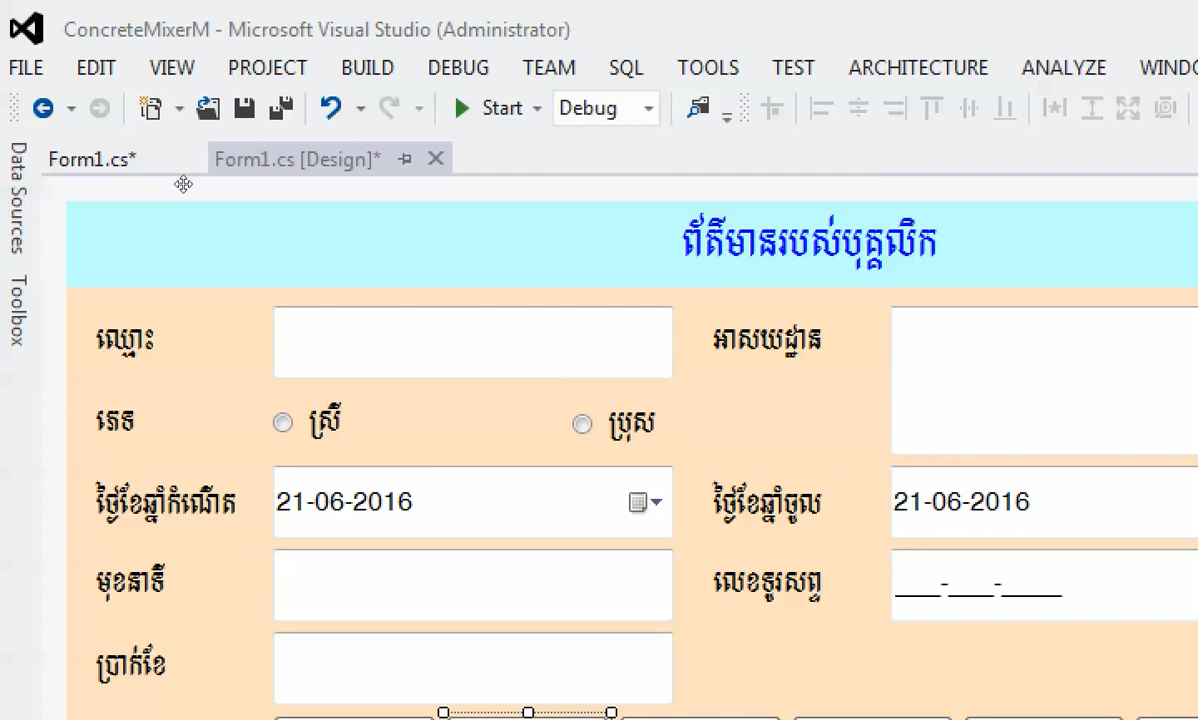 ConcreteMixerM - Microsoft Visual Studio (Administrator)
FILE EDIT VIEW PROJECT BUILD DEBUG TEAM SQL TOOLS TEST ARCHITECTURE ANALYZE
Start Debug
Form1.cs* Form1.cs [Design]*
Data Sources
Toolbox
ព័ត៌មានរបស់បុគ្គលិក
ឈ្មោះ អាសយដ្ឋាន
ភេទ ស្រី ប្រុស
ថ្ងៃខែឆ្នាំកំណើត 21-06-2016 ថ្ងៃខែឆ្នាំចូល 21-06-2016
មុខនាទី លេខទូរសព្ទ ___-___-____
ប្រាក់ខែ